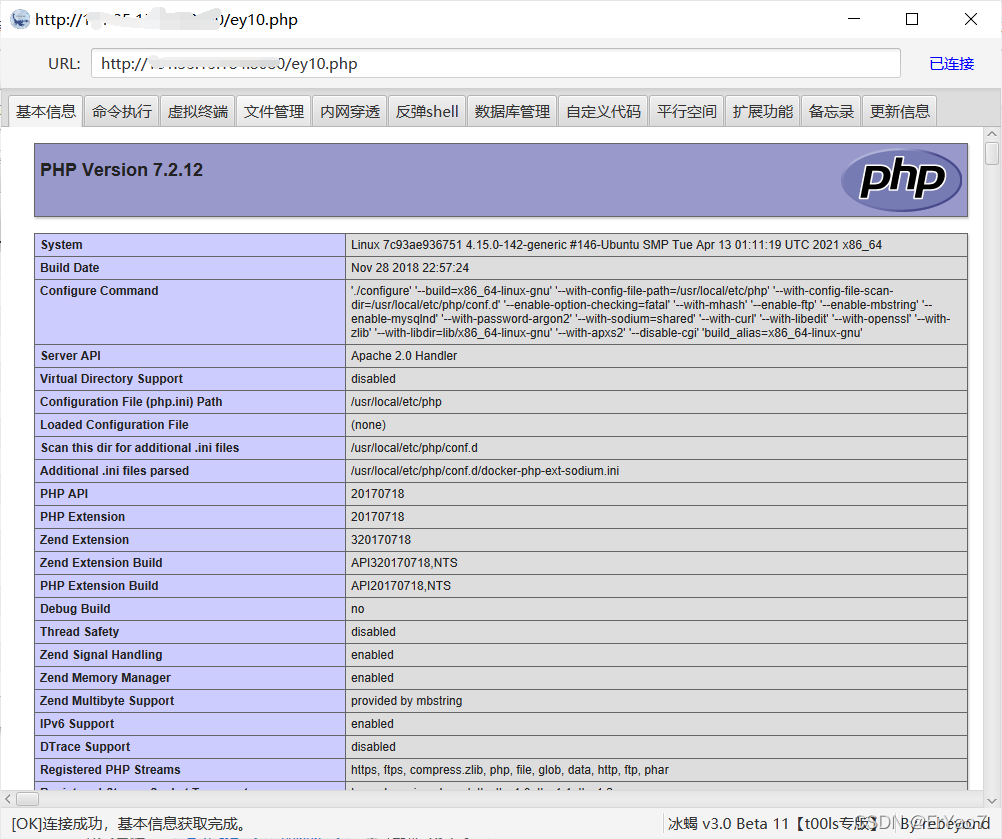 /ey10.php
URL:
/ey10.php
已连接
基本信息 命令执行 虚拟终端 文件管理 内网穿透 反弹shell 数据库管理 自定义代码 平行空间 扩展功能 备忘录 更新信息
PHP Version 7.2.12
php
System Linux 7c93ae936751 4.15.0-142-generic #146-Ubuntu SMP Tue Apr 13 01:11:19 UTC 2021 x86_64
Build Date Nov 28 2018 22:57:24
Configure Command './configure' '--build=x86_64-linux-gnu' '--with-config-file-path=/usr/local/etc/php' '--with-config-file-scan-
dir=/usr/local/etc/php/conf.d' '--enable-option-checking=fatal' '--with-mhash' '--enable-ftp' '--enable-mbstring' '--
enable-mysqlnd' '--with-password-argon2' '--with-sodium=shared' '--with-curl' '--with-libedit' '--with-openssl' '--with-
zlib' '--with-libdir=lib/x86_64-linux-gnu' '--with-apxs2' '--disable-cgi' 'build_alias=x86_64-linux-gnu'
Server API Apache 2.0 Handler
Virtual Directory Support disabled
Configuration File (php.ini) Path /usr/local/etc/php
Loaded Configuration File (none)
Scan this dir for additional .ini files /usr/local/etc/php/conf.d
Additional .ini files parsed /usr/local/etc/php/conf.d/docker-php-ext-sodium.ini
PHP API 20170718
PHP Extension 20170718
Zend Extension 320170718
Zend Extension Build API320170718,NTS
PHP Extension Build API20170718,NTS
Debug Build no
Thread Safety disabled
Zend Signal Handling enabled
Zend Memory Manager enabled
Zend Multibyte Support provided by mbstring
IPv6 Support enabled
DTrace Support disabled
Registered PHP Streams https, ftps, compress.zlib, php, file, glob, data, http, ftp, phar
[OK]连接成功，基本信息获取完成。
冰蝎 v3.0 Beta 11【t00ls专版】 By rebeyond